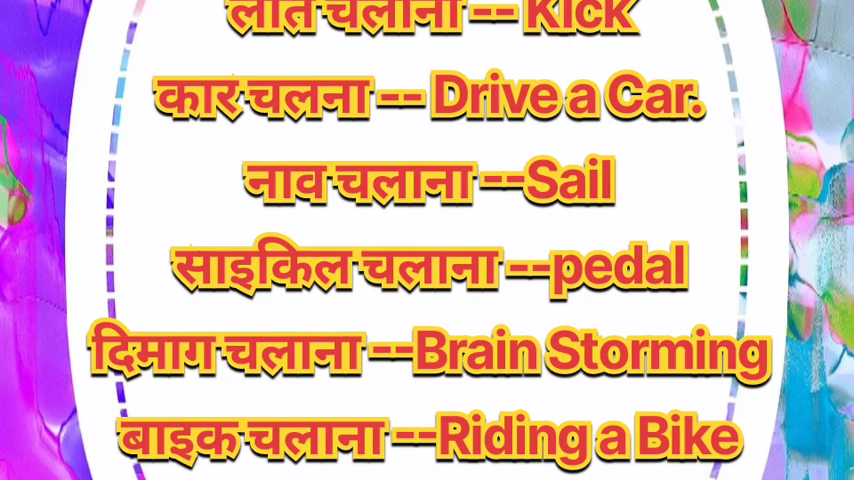 लात चलाना -- Kick
कार चलना -- Drive a Car.
नाव चलाना --Sail
साइकिल चलाना --pedal
दिमाग चलाना --Brain Storming
बाइक चलाना --Riding a Bike